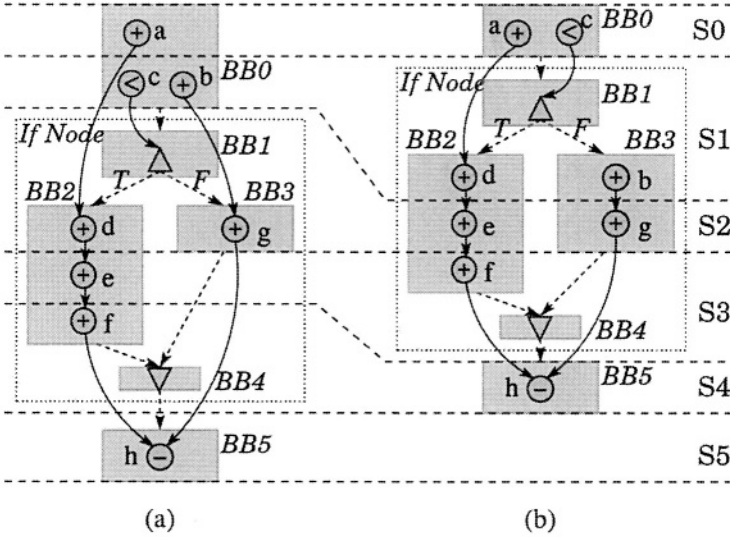 a
BB0
c
b
If Node
BB1
T
F
BB2
BB3
d
g
e
f
BB4
h
BB5
(a)
a
c
BB0
S0
If Node
BB1
T
F
BB2
BB3
S1
d
b
e
g
S2
f
S3
BB4
h
BB5
S4
S5
(b)